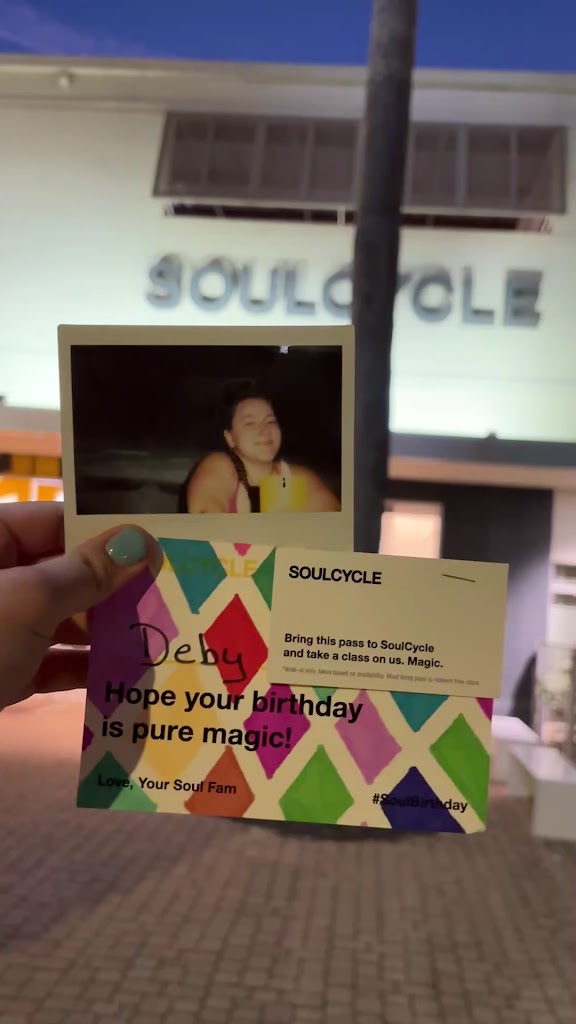 SOULCYCLE
SOULCYCLE
Bring this pass to SoulCycle
and take a class on us. Magic.
Deby
Hope your birthday
is pure magic!
Love, Your Soul Fam
#SoulBirthday